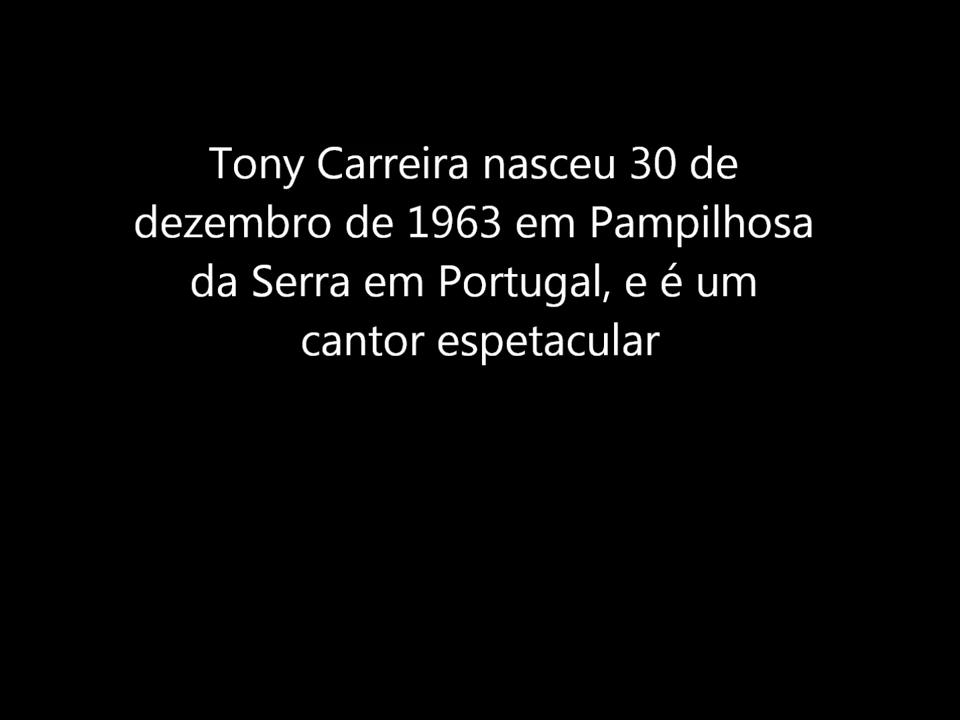 Tony Carreira nasceu 30 de
dezembro de 1963 em Pampilhosa
da Serra em Portugal, e é um
cantor espetacular